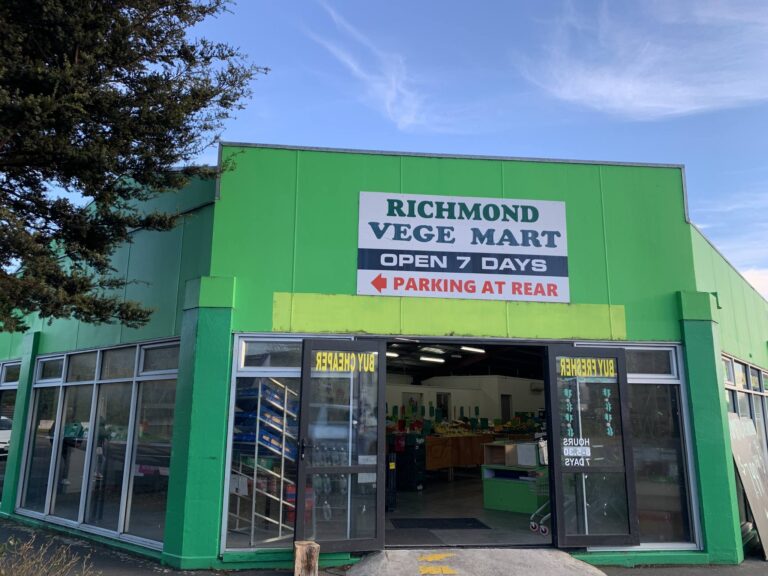 RICHMOND
VEGE MART
OPEN 7 DAYS
PARKING AT REAR
BUY CHEAPER
BUY FRESHER
HOURS
7 DAYS